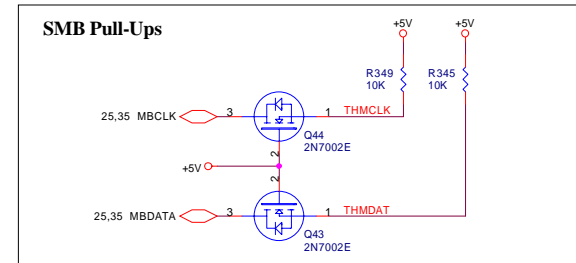 SMB Pull-Ups
+5V +5V
R349 R345
10K 10K
25,35 MBCLK 3 1 THMCLK
Q44
2N7002E
2
+5V
2
25,35 MBDATA 3 1 THMDAT
Q43
2N7002E